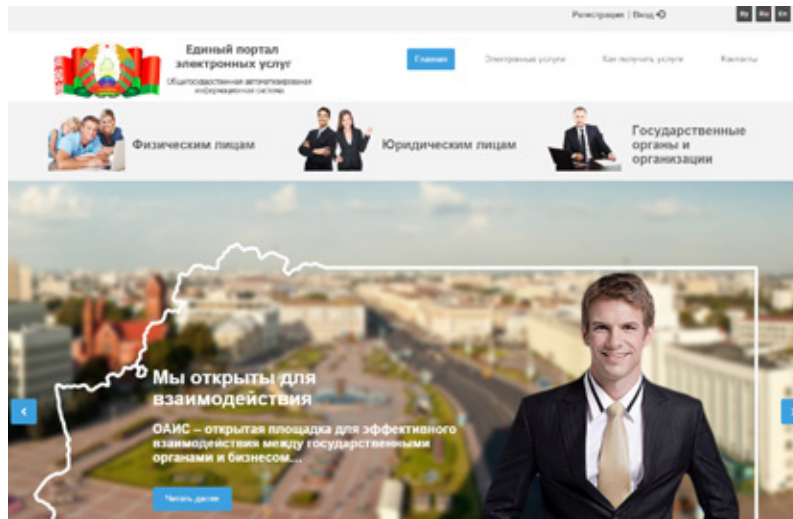 Регистрация | Вход
Ру
En
Единый портал
электронных услуг
Общегосударственная автоматизированная
информационная система
Главная
Электронные услуги
Как получить услуги
Контакты
Физическим лицам
Юридическим лицам
Государственные
органы и
организации
Мы открыты для
взаимодействия
ОАИС – открытая площадка для эффективного
взаимодействия между государственными
органами и бизнесом...
Читать далее